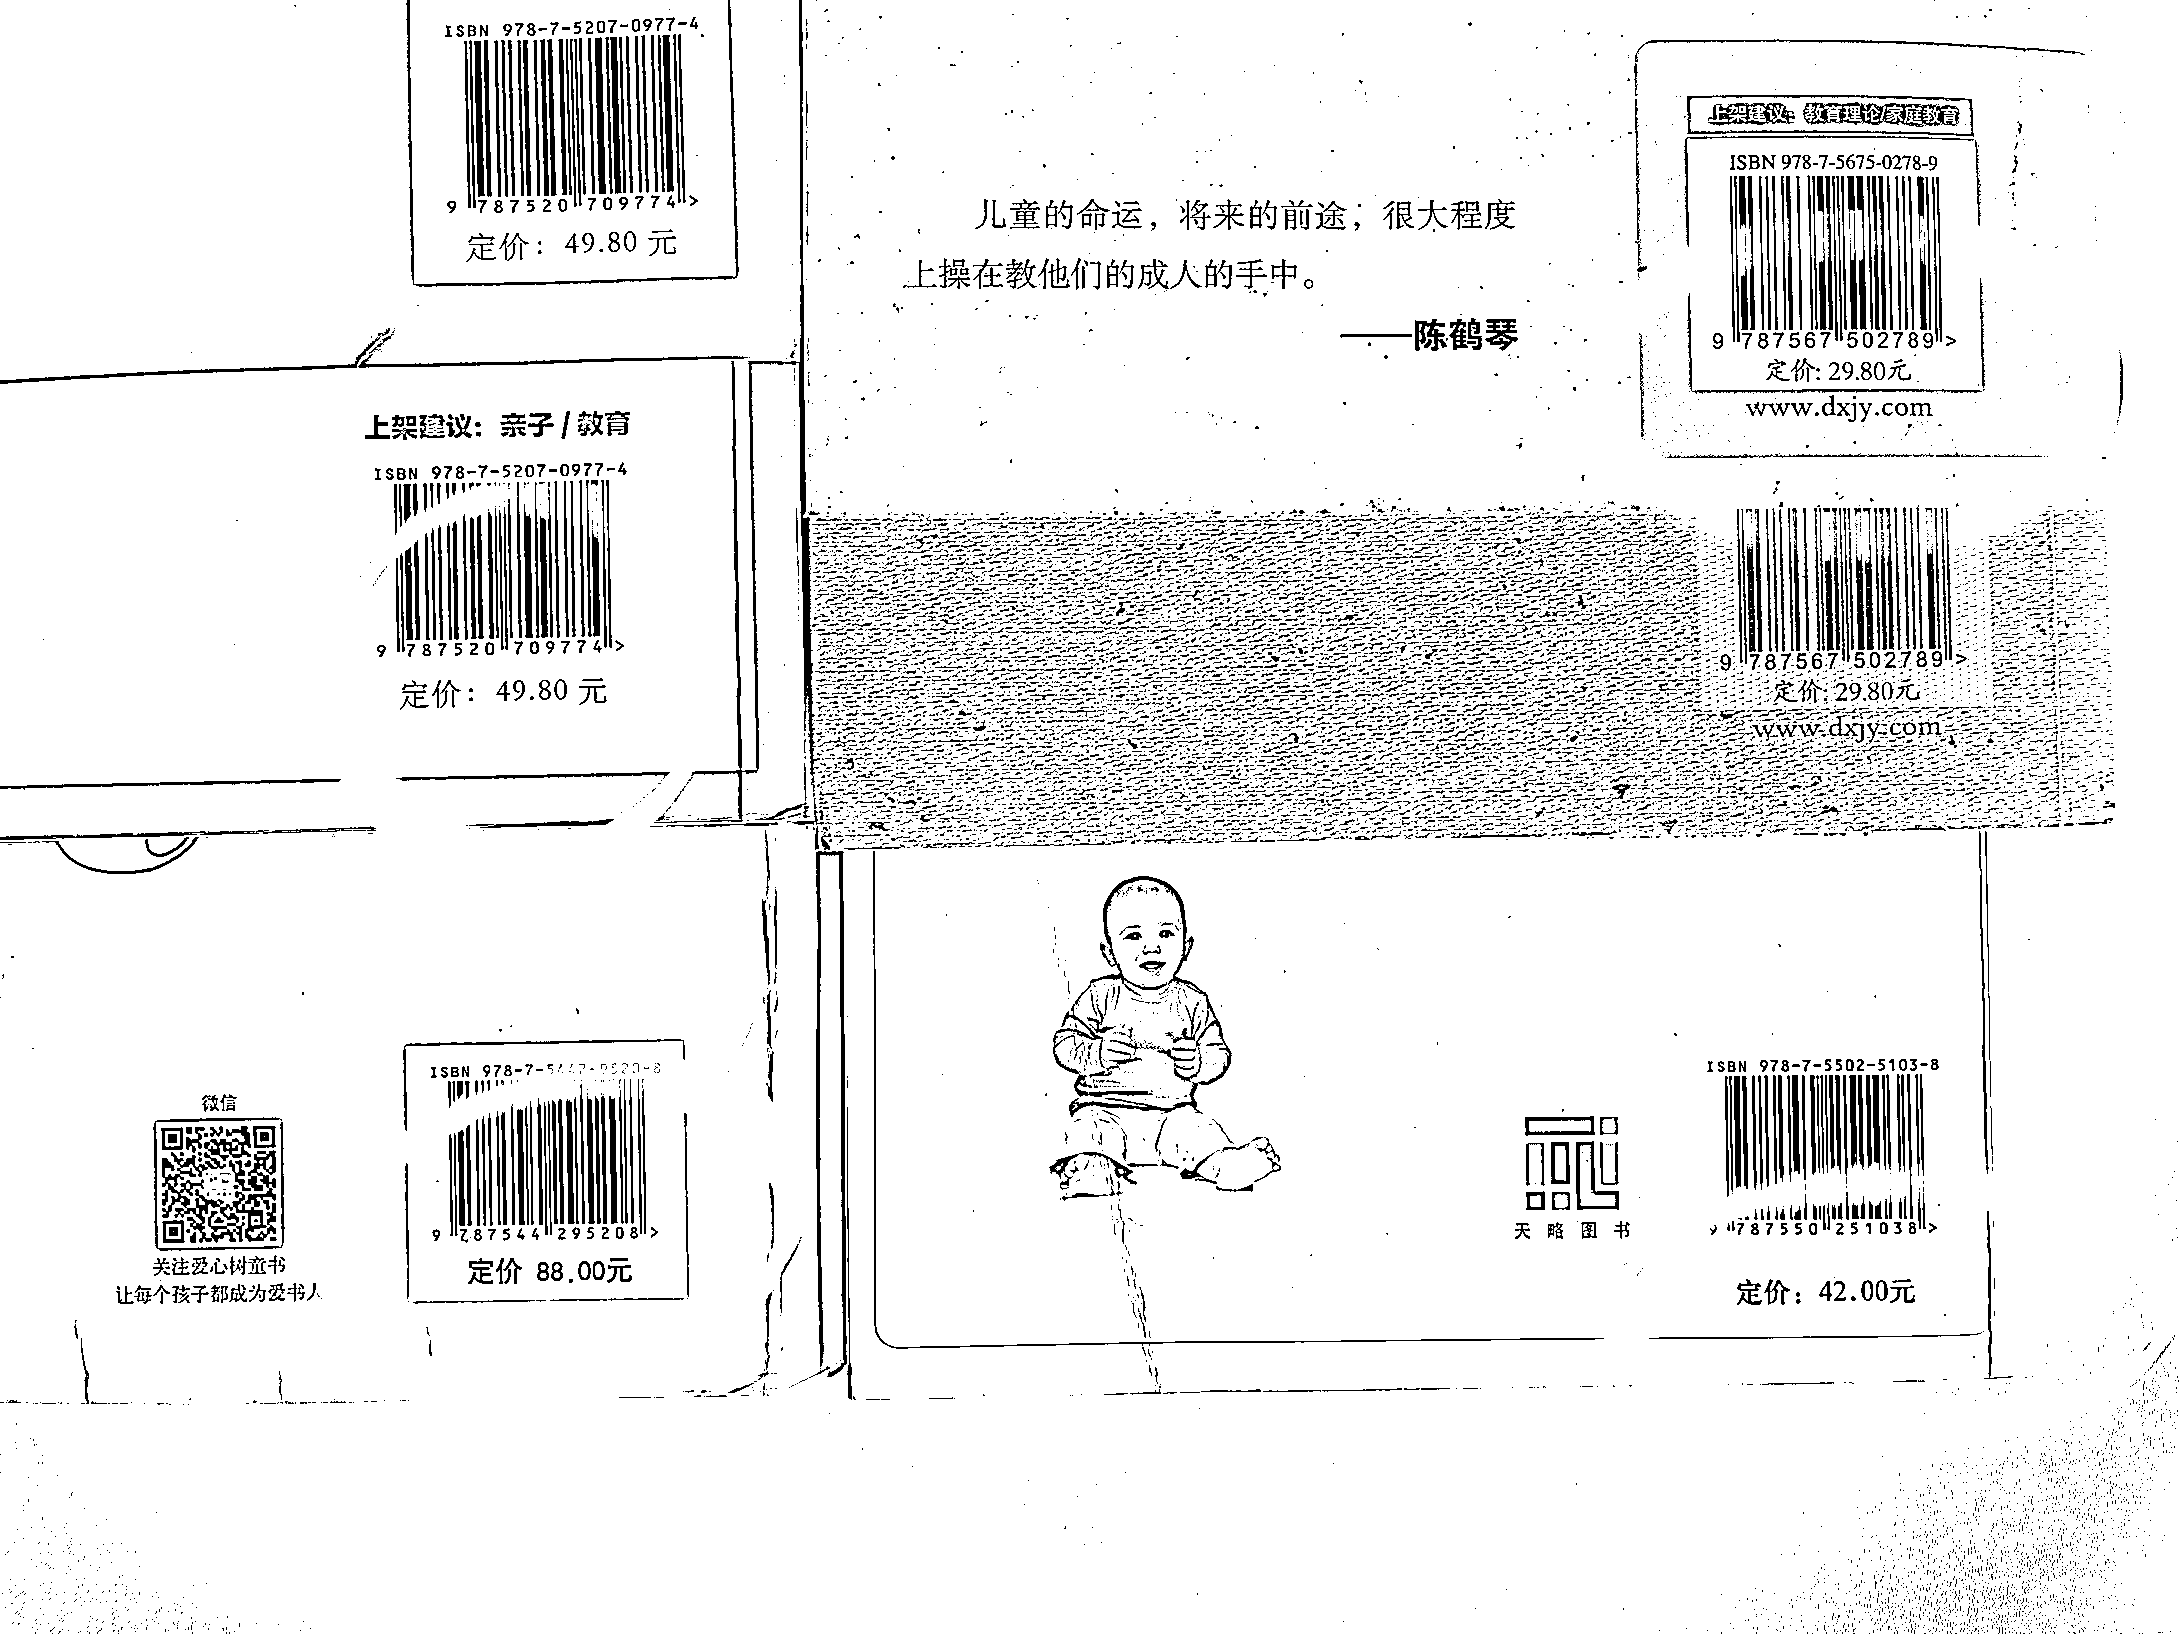 ISBN 978-7-5207-0977-4
9 787520 709774 >
定价：49.80 元
上架建议：亲子/教育
ISBN 978-7-5207-0977-4
9 787520 709774 >
定价：49.80 元
微信
关注爱心树童书
让每个孩子都成为爱书人
ISBN 978-7-5447-9520-8
9 787544 295208 >
定价 88.00元
儿童的命运，将来的前途，很大程度
上操在教他们的成人的手中。
——陈鹤琴
上架建议：教育理论/家庭教育
ISBN 978-7-5675-0278-9
9 787567 502789 >
定价: 29.80元
www.dxjy.com
9 787567 502789 >
定价: 29.80元
www.dxjy.com
天略图书
ISBN 978-7-5502-5103-8
9 787550 251038 >
定价：42.00元